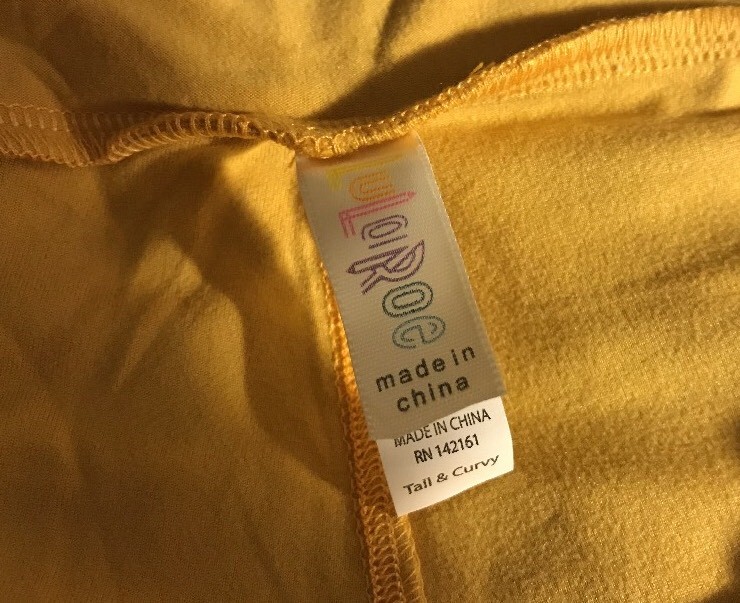 LuLaRoe
made in
china
MADE IN CHINA
RN 142161
Tall & Curvy